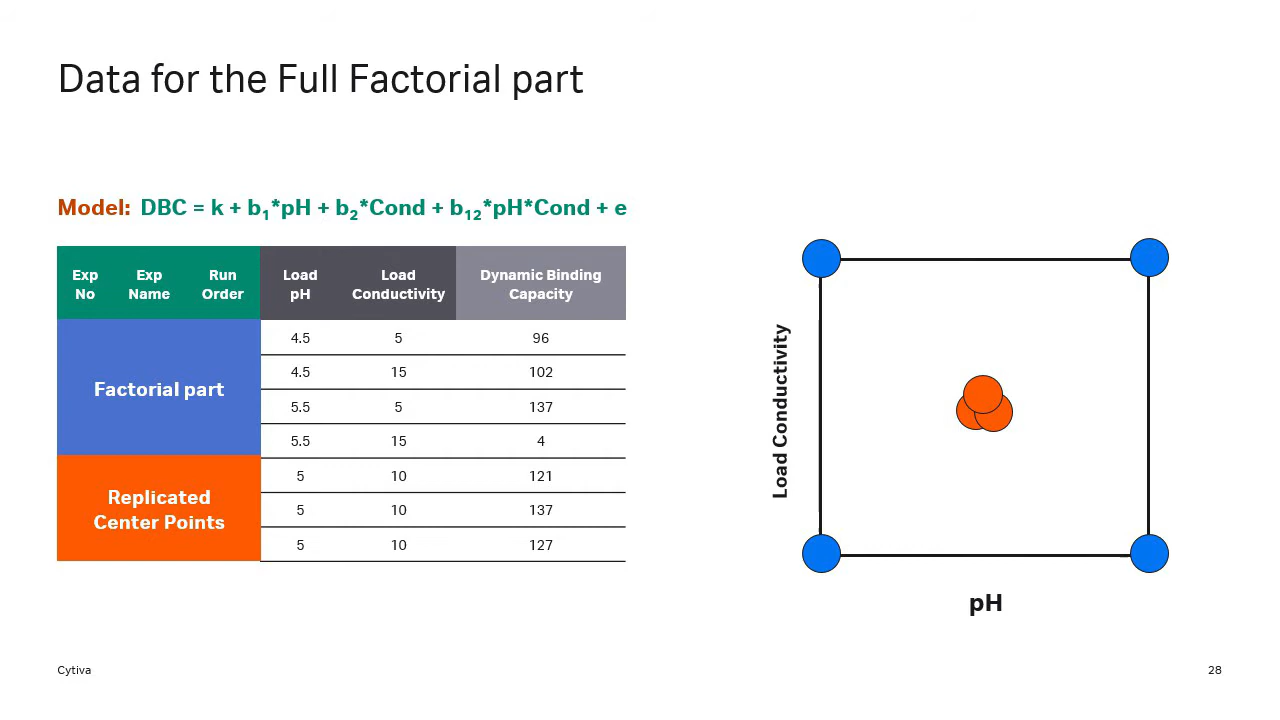 Data for the Full Factorial part
Model: DBC = k + b1*pH + b2*Cond + b12*pH*Cond + e
Exp No Exp Name Run Order Load pH Load Conductivity Dynamic Binding Capacity
Factorial part
4.5 5 96
4.5 15 102
5.5 5 137
5.5 15 4
Replicated
Center Points
5 10 121
5 10 137
5 10 127
Load Conductivity
pH
Cytiva
28